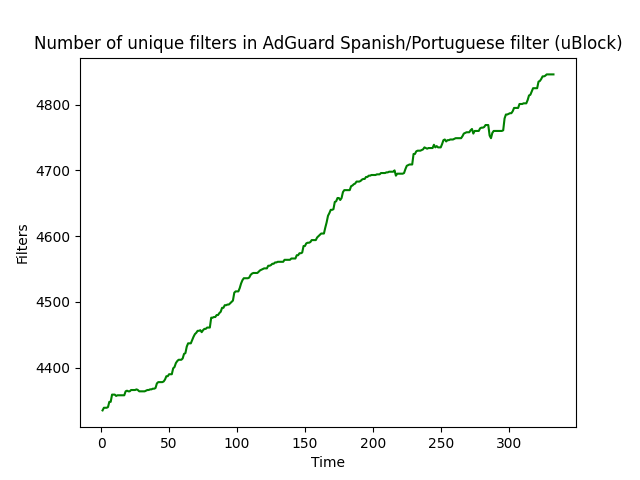 Number of unique filters in AdGuard Spanish/Portuguese filter (uBlock)
4800
4700
4600
4500
4400
Filters
0 50 100 150 200 250 300
Time